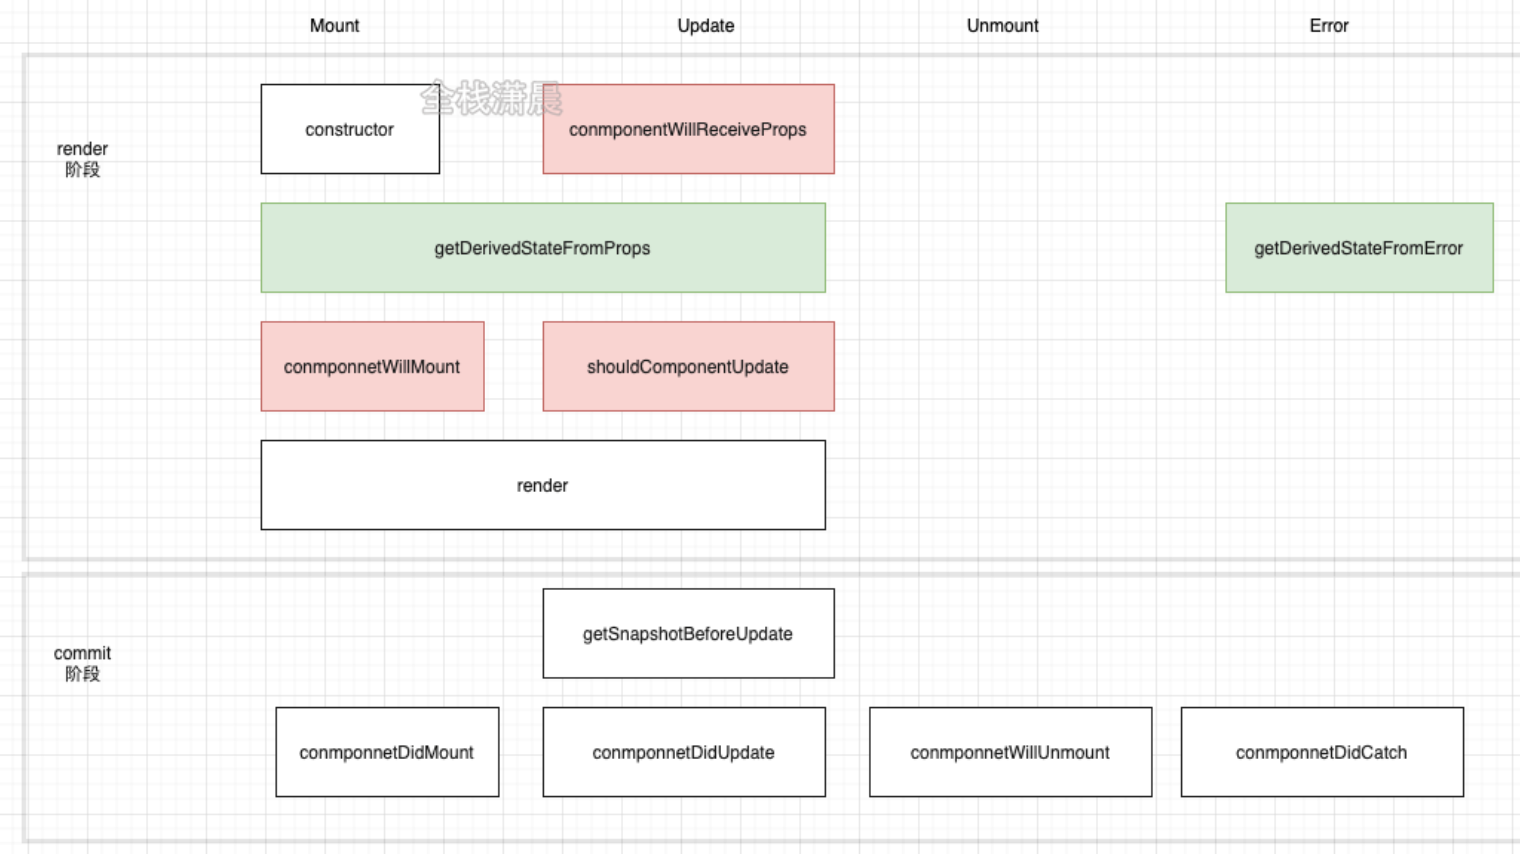 Mount
Update
Unmount
Error
全栈潇晨
constructor
conmponentWillReceiveProps
render
阶段
getDerivedStateFromProps
getDerivedStateFromError
conmponnetWillMount
shouldComponentUpdate
render
getSnapshotBeforeUpdate
commit
阶段
conmponnetDidMount
conmponnetDidUpdate
conmponnetWillUnmount
conmponnetDidCatch